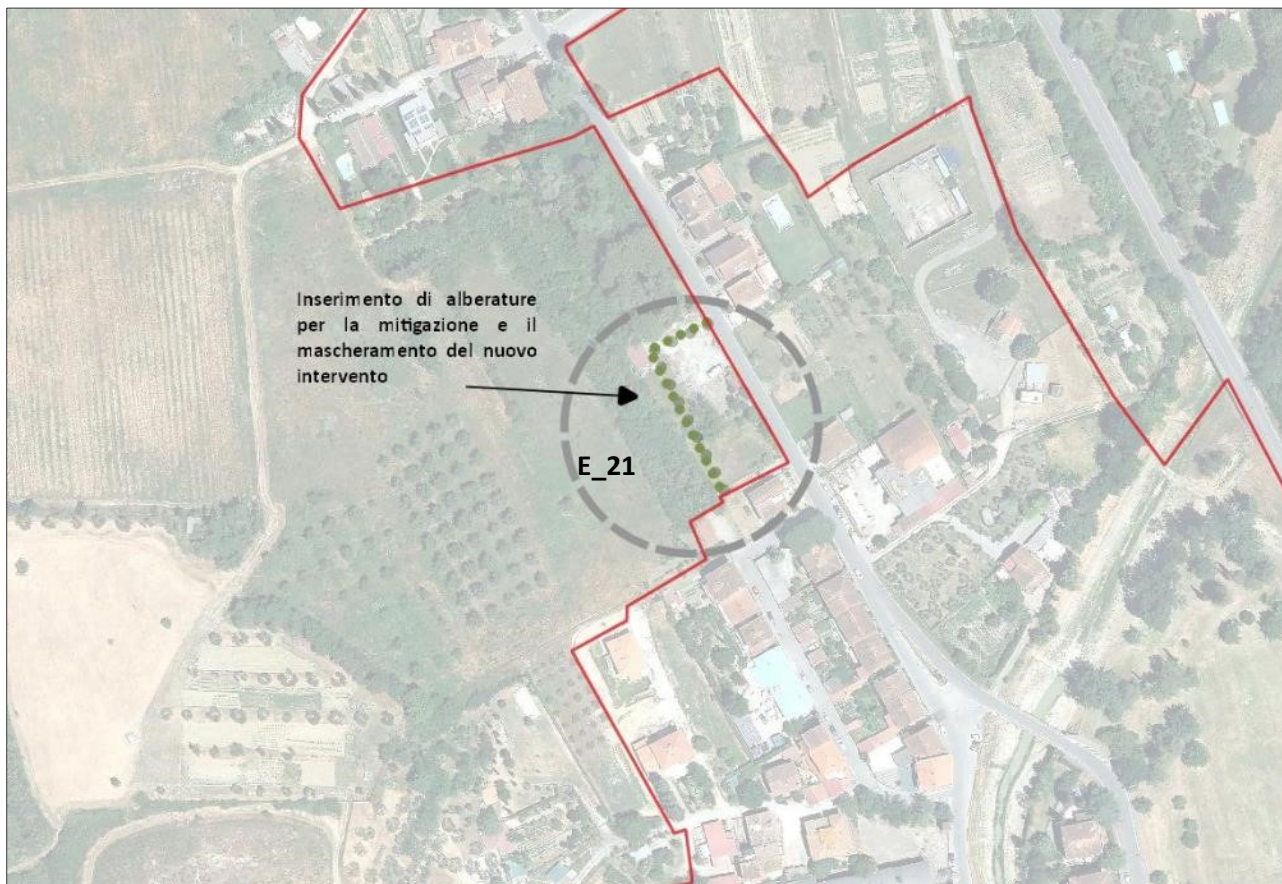 Inserimento di alberature
per la mitigazione e il
mascheramento del nuovo
intervento
E_21